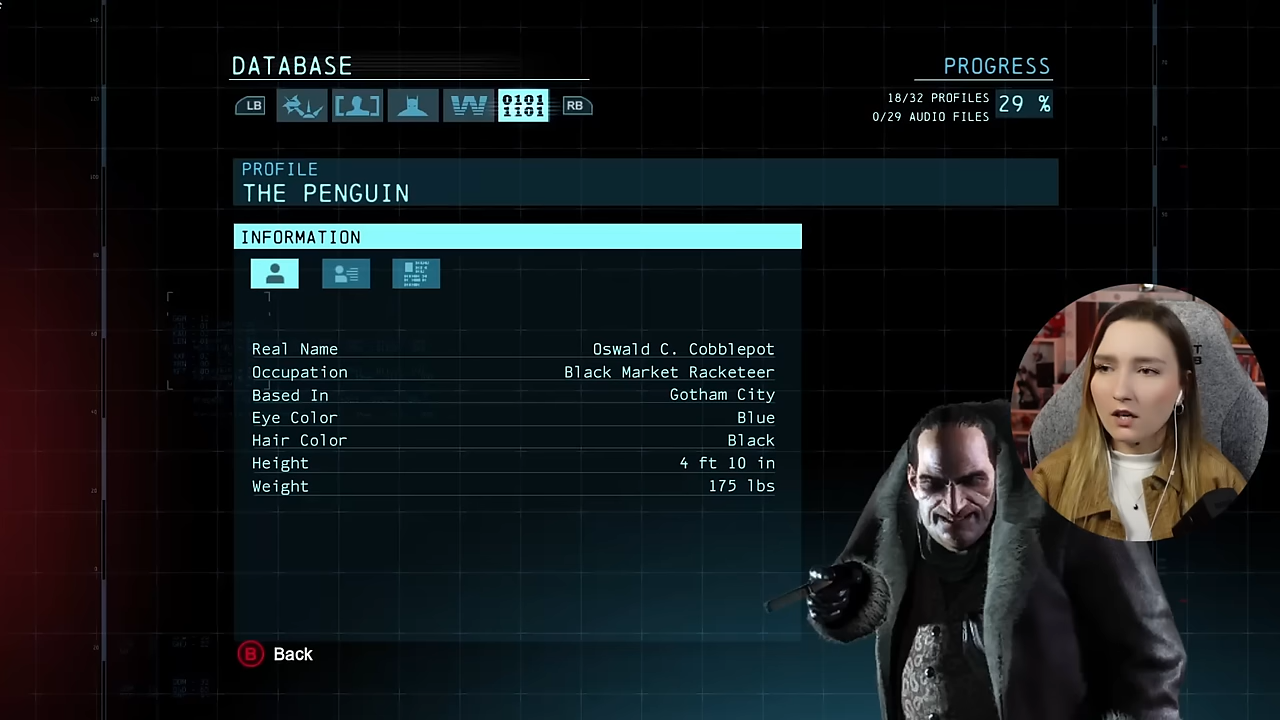 DATABASE
PROGRESS
LB
0101
1101
RB
18/32 PROFILES
0/29 AUDIO FILES
29 %
PROFILE
THE PENGUIN
INFORMATION
Real Name Oswald C. Cobblepot
Occupation Black Market Racketeer
Based In Gotham City
Eye Color Blue
Hair Color Black
Height 4 ft 10 in
Weight 175 lbs
B Back